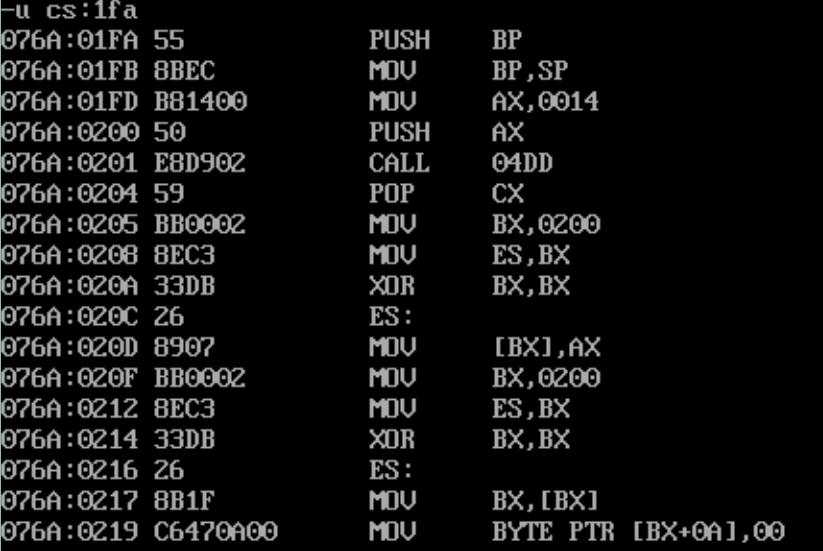 -u cs:1fa
076A:01FA 55 PUSH BP
076A:01FB 8BEC MOV BP,SP
076A:01FD B81400 MOV AX,0014
076A:0200 50 PUSH AX
076A:0201 E8D902 CALL 04DD
076A:0204 59 POP CX
076A:0205 BB0002 MOV BX,0200
076A:0208 8EC3 MOV ES,BX
076A:020A 33DB XOR BX,BX
076A:020C 26 ES:
076A:020D 8907 MOV [BX],AX
076A:020F BB0002 MOV BX,0200
076A:0212 8EC3 MOV ES,BX
076A:0214 33DB XOR BX,BX
076A:0216 26 ES:
076A:0217 8B1F MOV BX,[BX]
076A:0219 C6470A00 MOV BYTE PTR [BX+0A],00